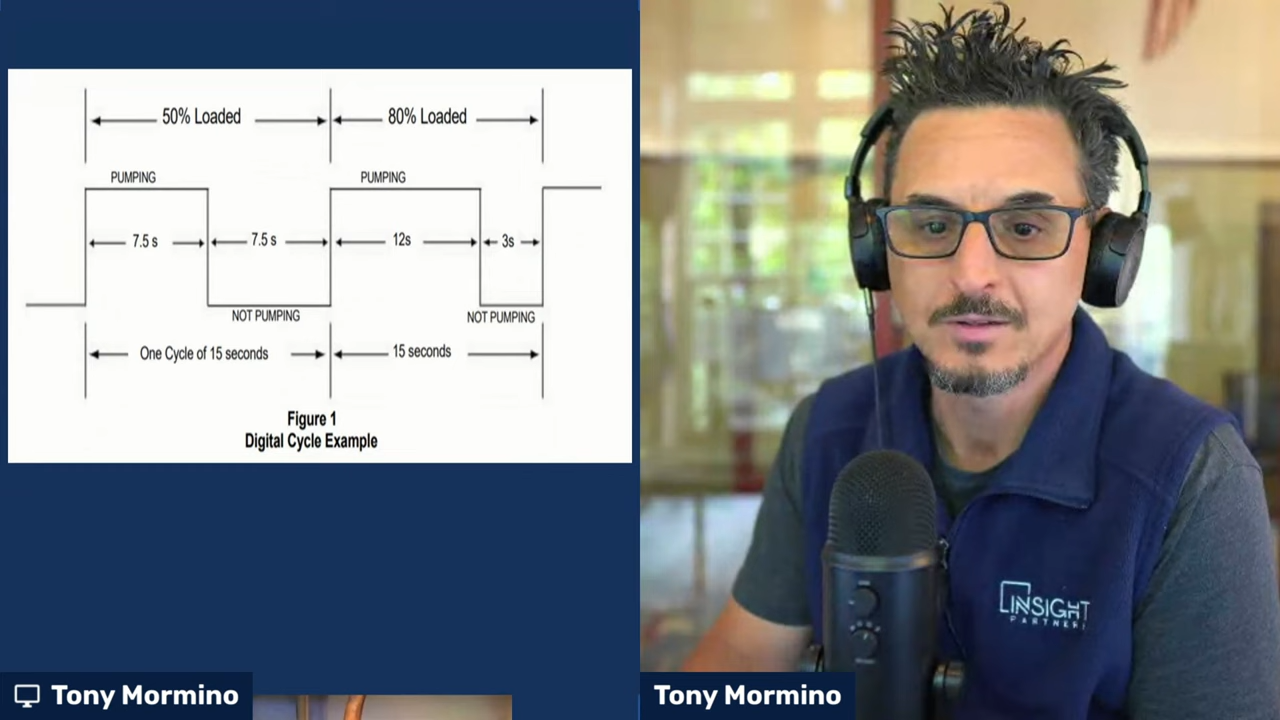 50% Loaded
80% Loaded
PUMPING
PUMPING
7.5 s
7.5 s
12s
3s
NOT PUMPING
NOT PUMPING
One Cycle of 15 seconds
15 seconds
Figure 1
Digital Cycle Example
INSIGHT
PARTNERS
Tony Mormino
Tony Mormino